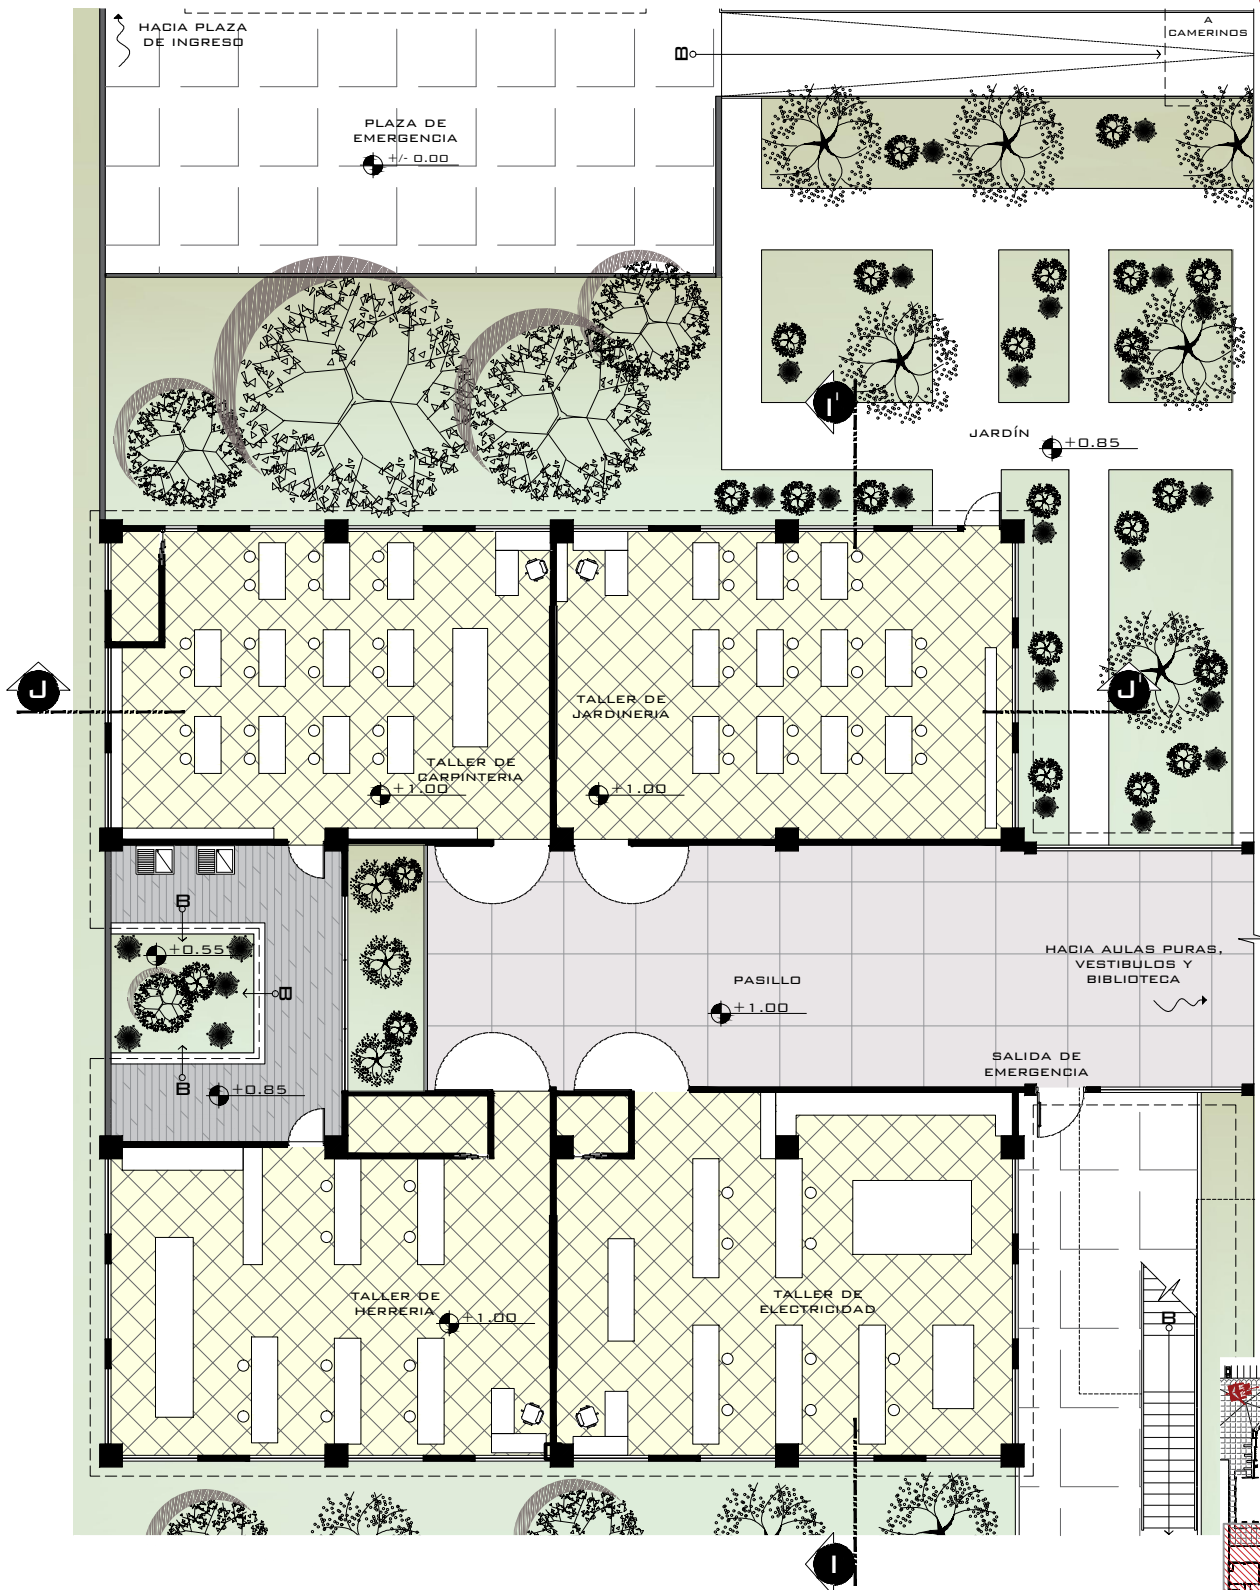 HACIA PLAZA
DE INGRESO
A
CAMERINOS
B
PLAZA DE
EMERGENCIA
+/- 0.00
I'
JARDÍN
+0.85
J
J'
TALLER DE
JARDINERIA
+1.00
TALLER DE
CARPINTERIA
+1.00
B
+0.55
B
B
+0.85
PASILLO
+1.00
HACIA AULAS PURAS,
VESTIBULOS Y
BIBLIOTECA
SALIDA DE
EMERGENCIA
TALLER DE
HERRERIA
+1.00
TALLER DE
ELECTRICIDAD
B
I